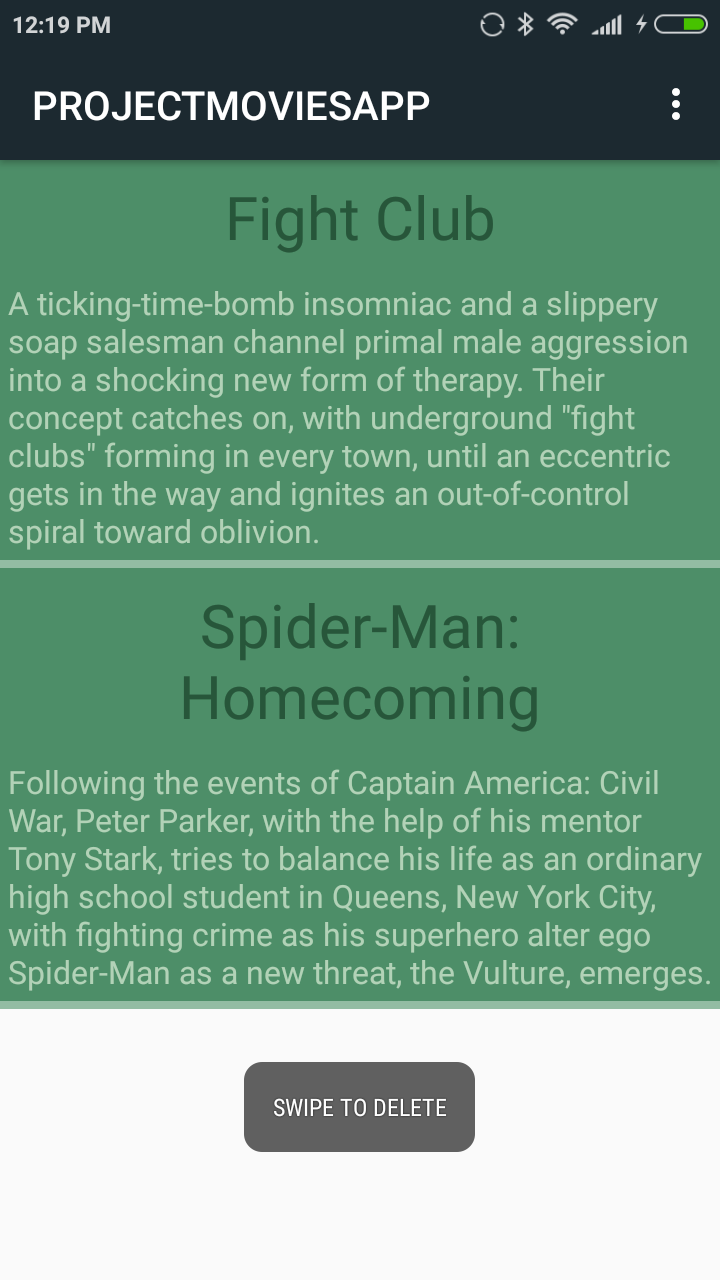 12:19 PM
PROJECTMOVIESAPP
Fight Club
A ticking-time-bomb insomniac and a slippery
soap salesman channel primal male aggression
into a shocking new form of therapy. Their
concept catches on, with underground "fight
clubs" forming in every town, until an eccentric
gets in the way and ignites an out-of-control
spiral toward oblivion.
Spider-Man:
Homecoming
Following the events of Captain America: Civil
War, Peter Parker, with the help of his mentor
Tony Stark, tries to balance his life as an ordinary
high school student in Queens, New York City,
with fighting crime as his superhero alter ego
Spider-Man as a new threat, the Vulture, emerges.
SWIPE TO DELETE